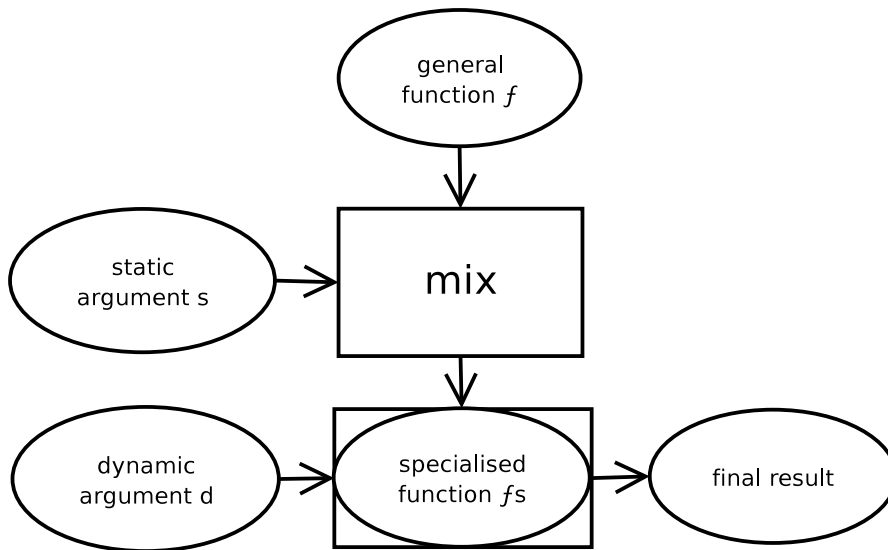 general
function ƒ
static
argument s
mix
dynamic
argument d
specialised
function ƒs
final result